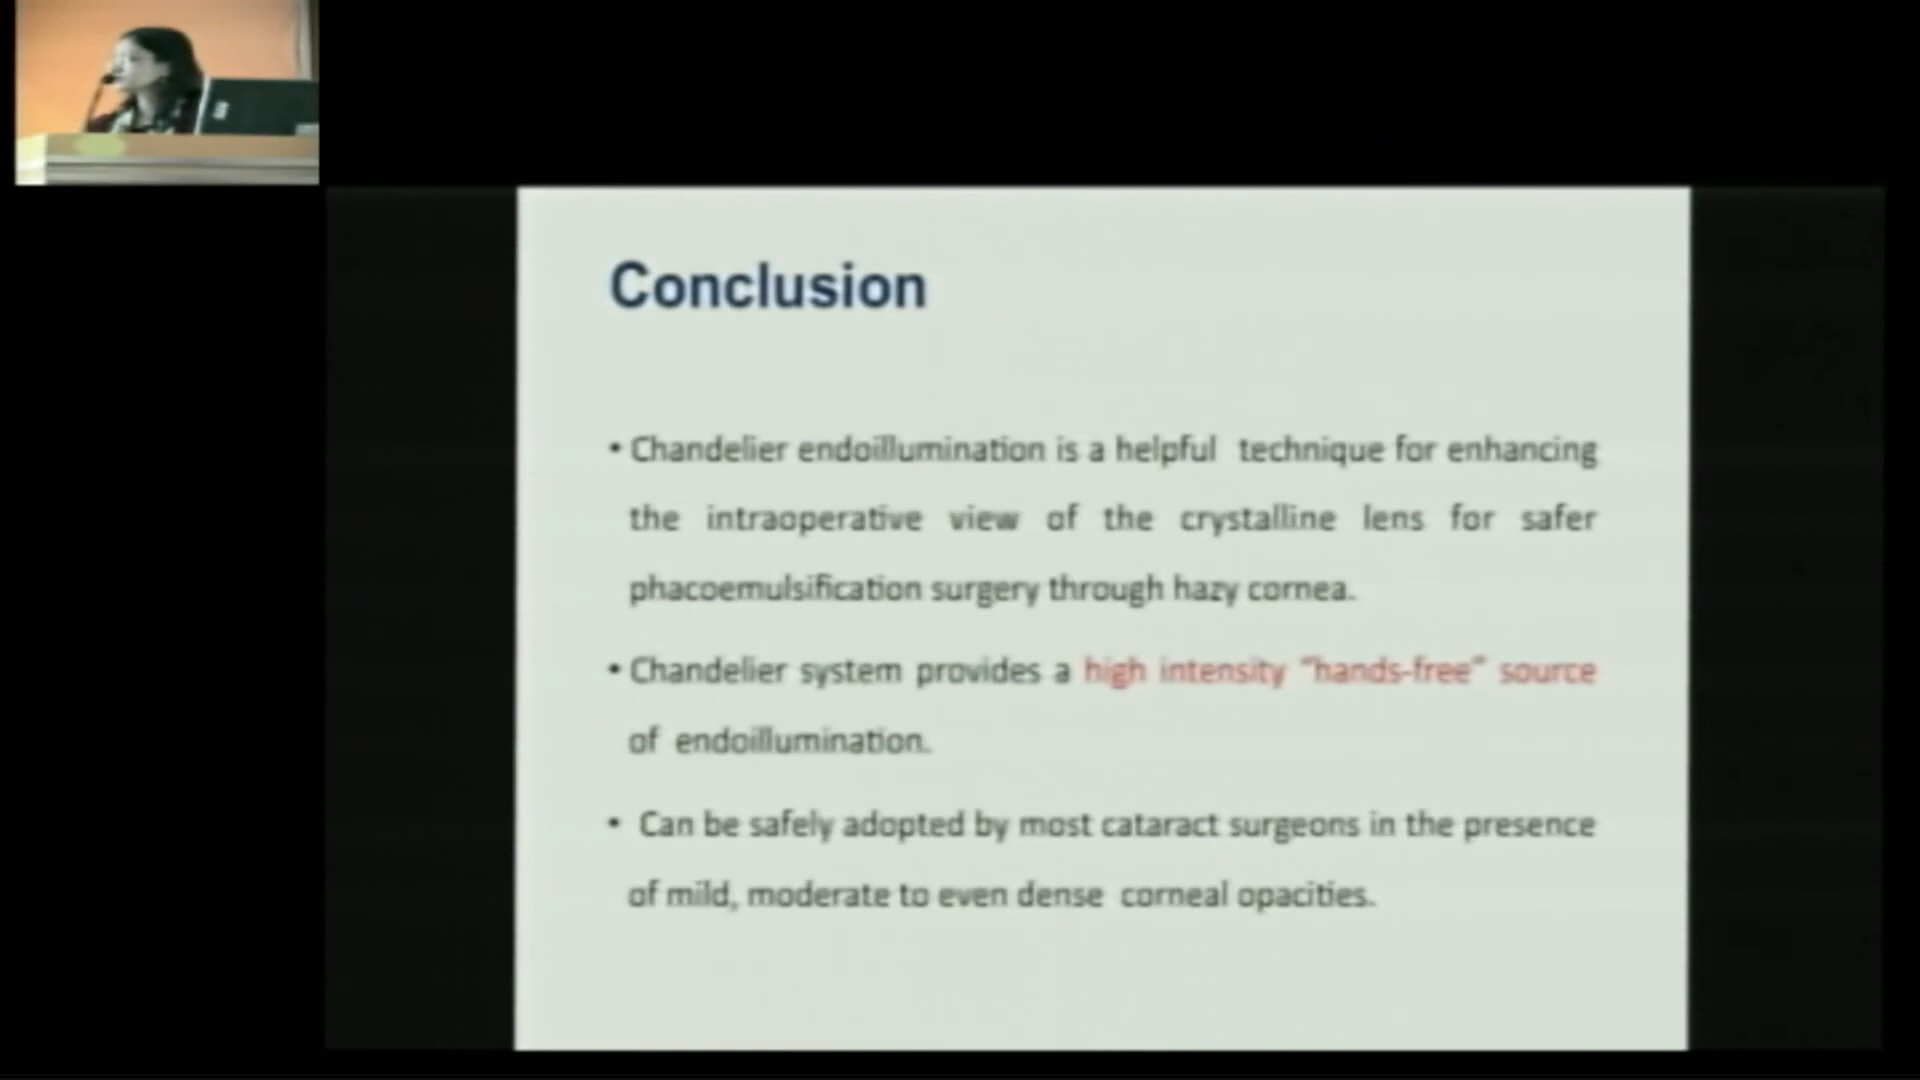 Conclusion
• Chandelier endoillumination is a helpful technique for enhancing
the intraoperative view of the crystalline lens for safer
phacoemulsification surgery through hazy cornea.
• Chandelier system provides a high intensity “hands-free” source
of endoillumination.
• Can be safely adopted by most cataract surgeons in the presence
of mild, moderate to even dense corneal opacities.